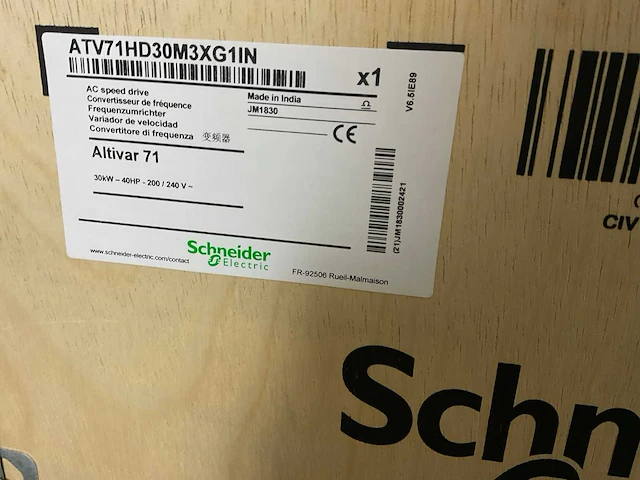 ATV71HD30M3XG1IN
x1
AC speed drive
Convertisseur de fréquence
Frequenzumrichter
Variador de velocidad
Convertitore di frequenza 变频器
Made in India
JM1830
CE
V6.5IE89
Altivar 71
30kW - 40HP - 200 / 240 V ~
(21)JM1830002421
www.schneider-electric.com/contact
Schneider
Electric
FR-92506 Rueil-Malmaison
CIV
Schn